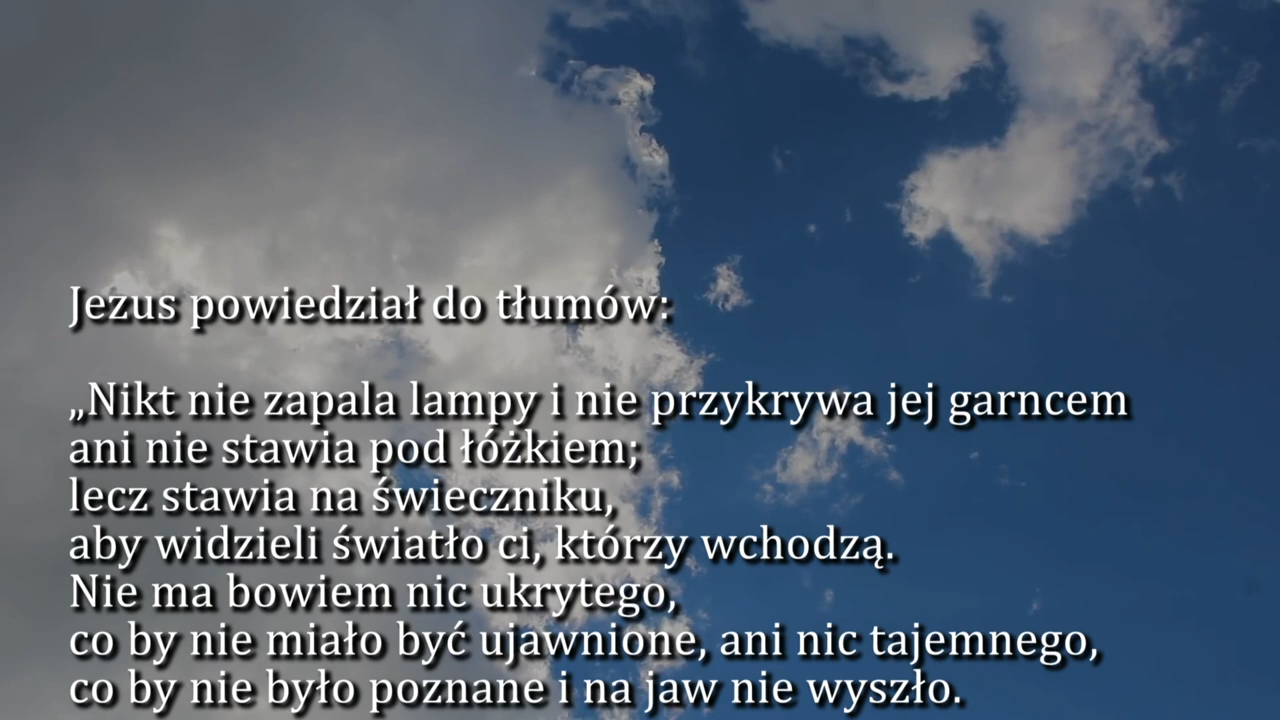 Jezus powiedział do tłumów:
„Nikt nie zapala lampy i nie przykrywa jej garncem
ani nie stawia pod łóżkiem;
lecz stawia na świeczniku,
aby widzieli światło ci, którzy wchodzą.
Nie ma bowiem nic ukrytego,
co by nie miało być ujawnione, ani nic tajemnego,
co by nie było poznane i na jaw nie wyszło.